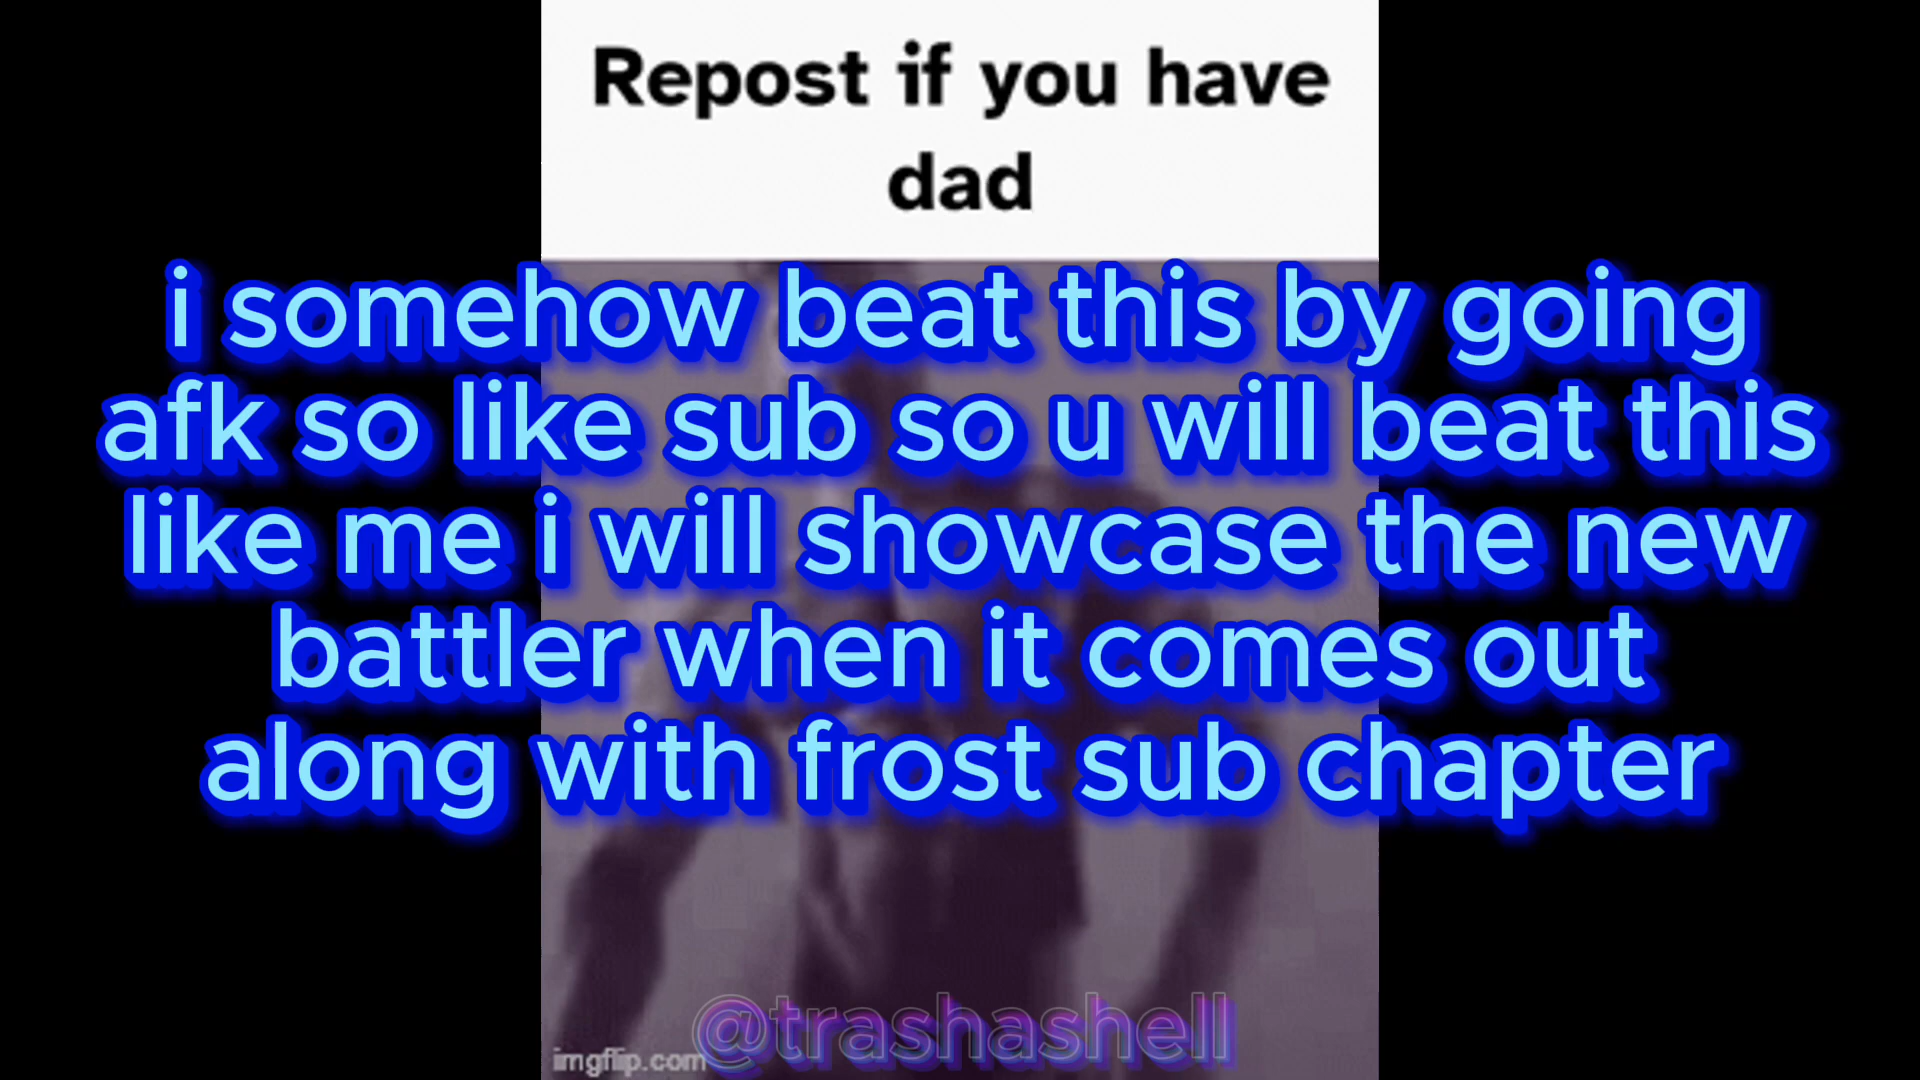 Repost if you have
dad
i somehow beat this by going
afk so like sub so u will beat this
like me i will showcase the new
battler when it comes out
along with frost sub chapter
@trashashell
imgflip.com